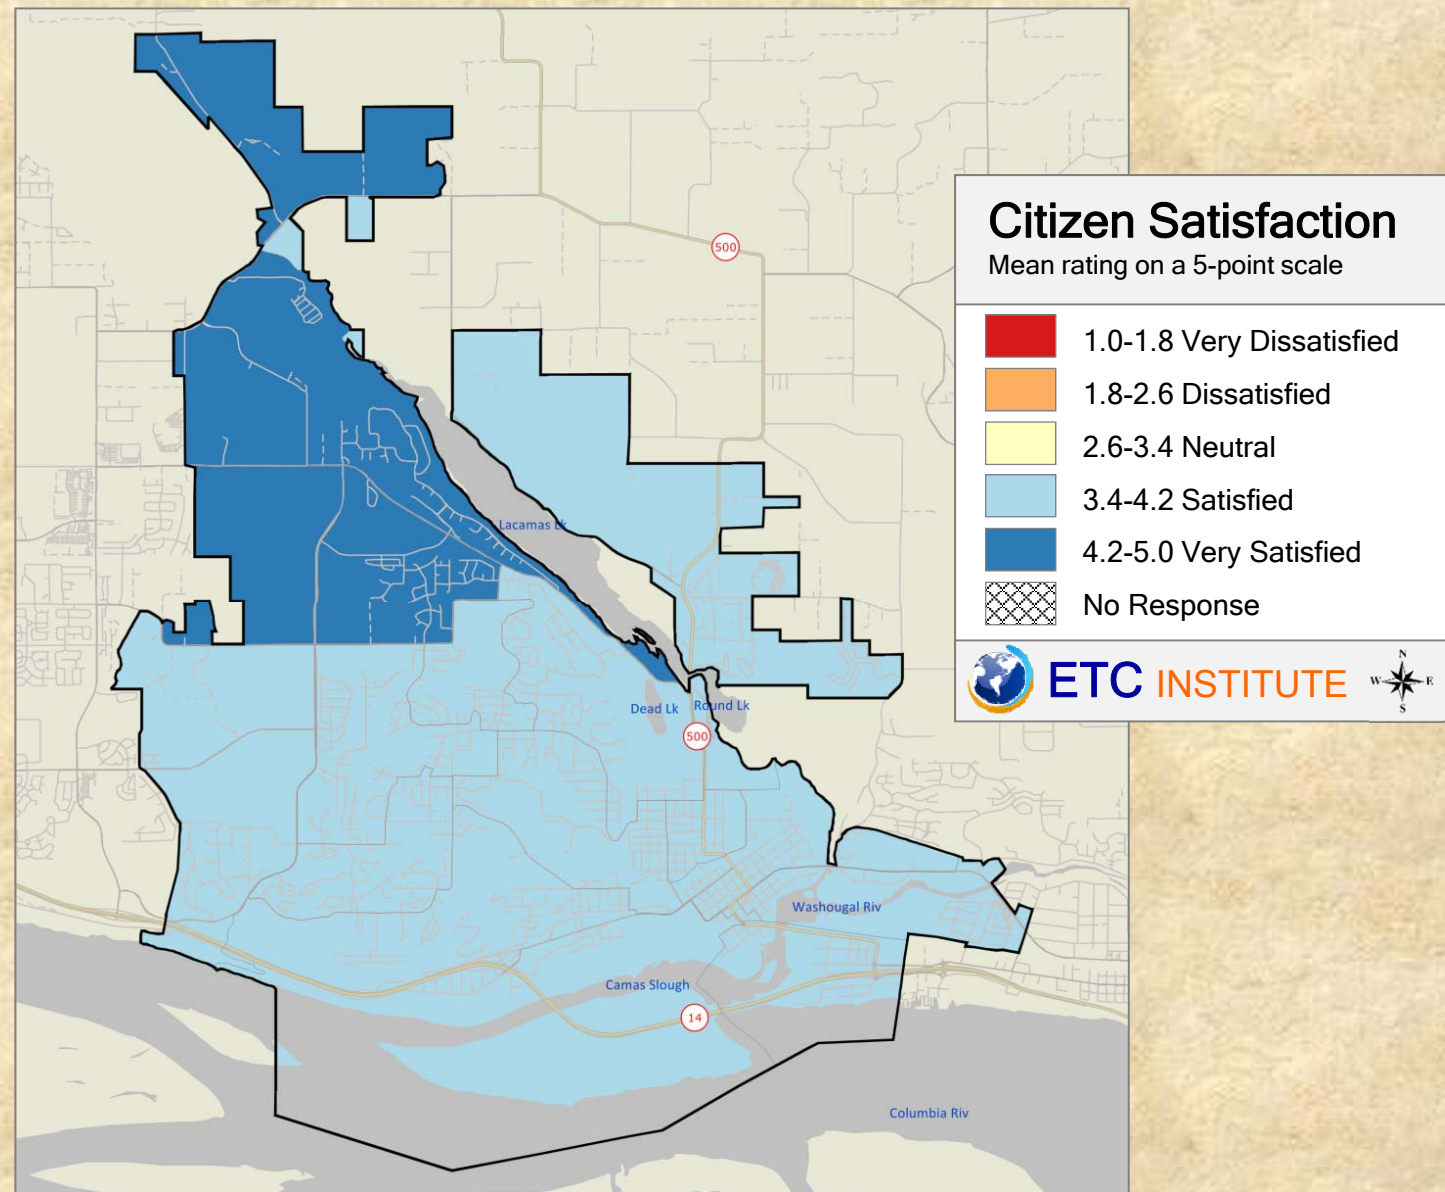 500
Lacamas Lk
Dead Lk
Round Lk
500
Washougal Riv
Camas Slough
14
Columbia Riv
Citizen Satisfaction
Mean rating on a 5-point scale
1.0-1.8 Very Dissatisfied
1.8-2.6 Dissatisfied
2.6-3.4 Neutral
3.4-4.2 Satisfied
4.2-5.0 Very Satisfied
No Response
ETC INSTITUTE
N
W E
S